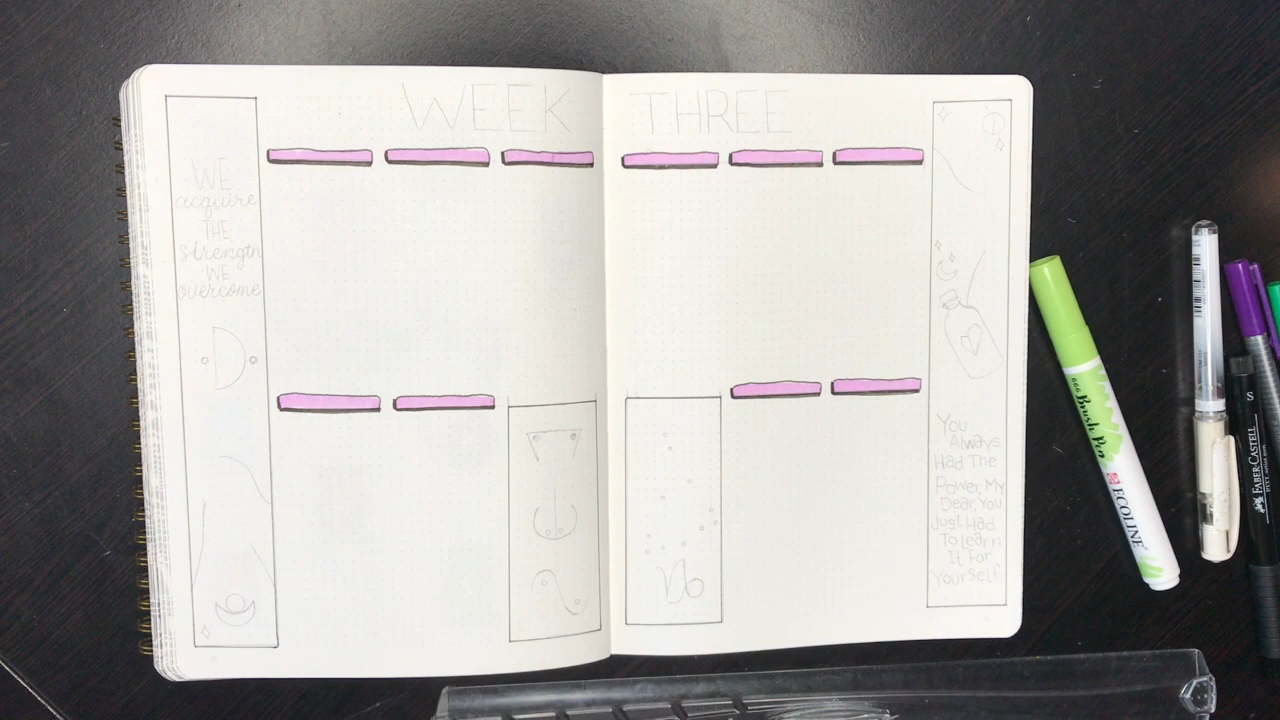 WEEK THREE
WE
acquire
THE
strength
WE
overcome
You
Always
Had The
Power, My
Dear, You
Just Had
To Learn
It For
Yourself
Brush Pen
ECOLINE
FABER-CASTELL
S